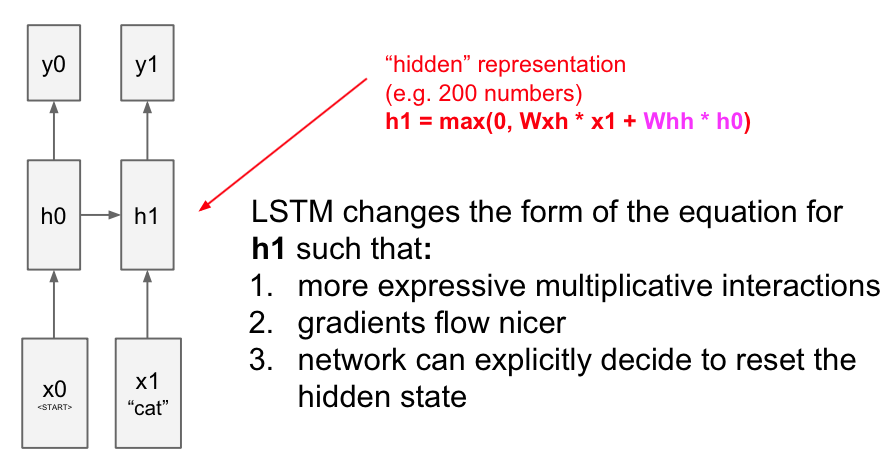 y0
y1
"hidden" representation
(e.g. 200 numbers)
h1 = max(0, Wxh * x1 + Whh * h0)
h0
h1
LSTM changes the form of the equation for
h1 such that:
1. more expressive multiplicative interactions
2. gradients flow nicer
3. network can explicitly decide to reset the
hidden state
x0
<START>
x1
“cat”